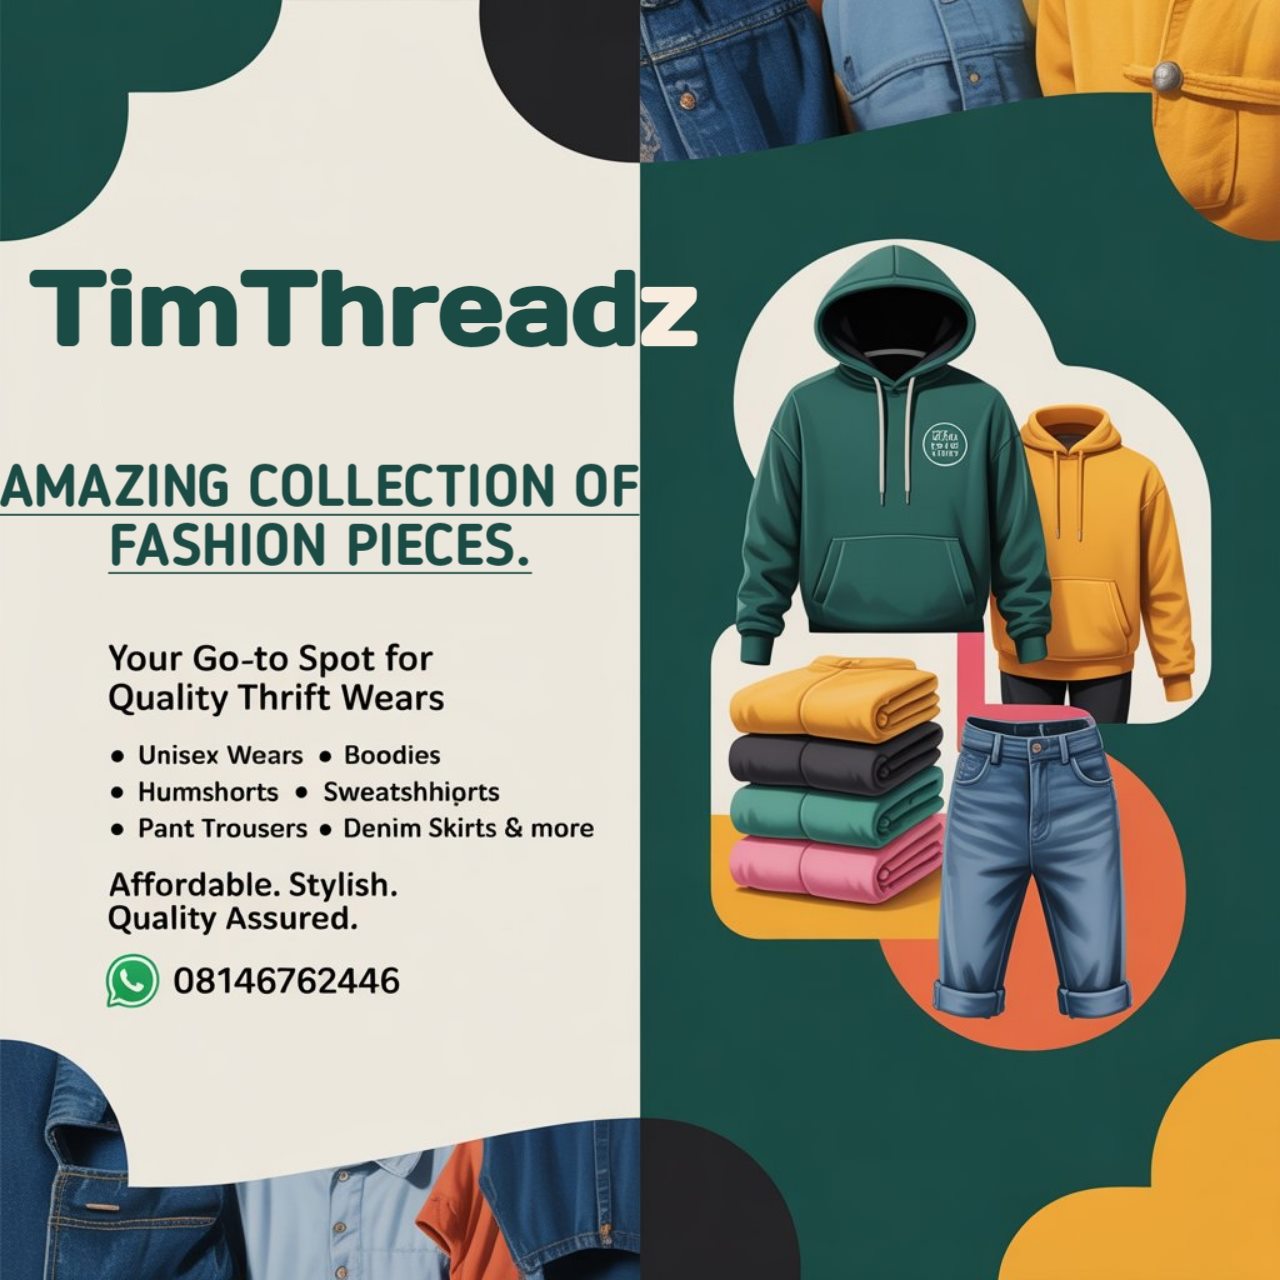 TimThreadz
AMAZING COLLECTION OF
FASHION PIECES.
Your Go-to Spot for
Quality Thrift Wears
• Unisex Wears • Boodies
• Humshorts • Sweatshhiorts
• Pant Trousers • Denim Skirts & more
Affordable. Stylish.
Quality Assured.
08146762446